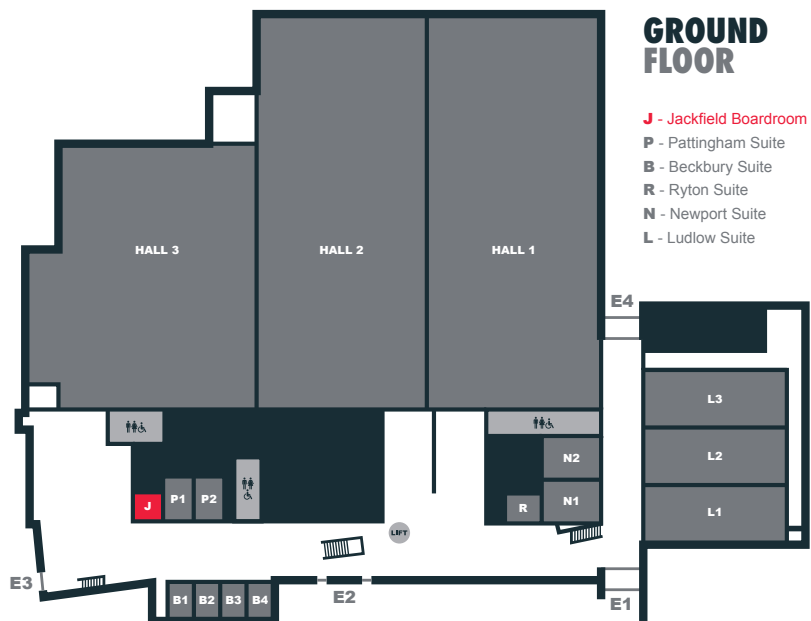 GROUND
FLOOR
J - Jackfield Boardroom
P - Pattingham Suite
B - Beckbury Suite
R - Ryton Suite
N - Newport Suite
L - Ludlow Suite
HALL 3
HALL 2
HALL 1
E4
L3
L2
L1
N2
N1
R
P1
P2
J
LIFT
E3
B1
B2
B3
B4
E2
E1